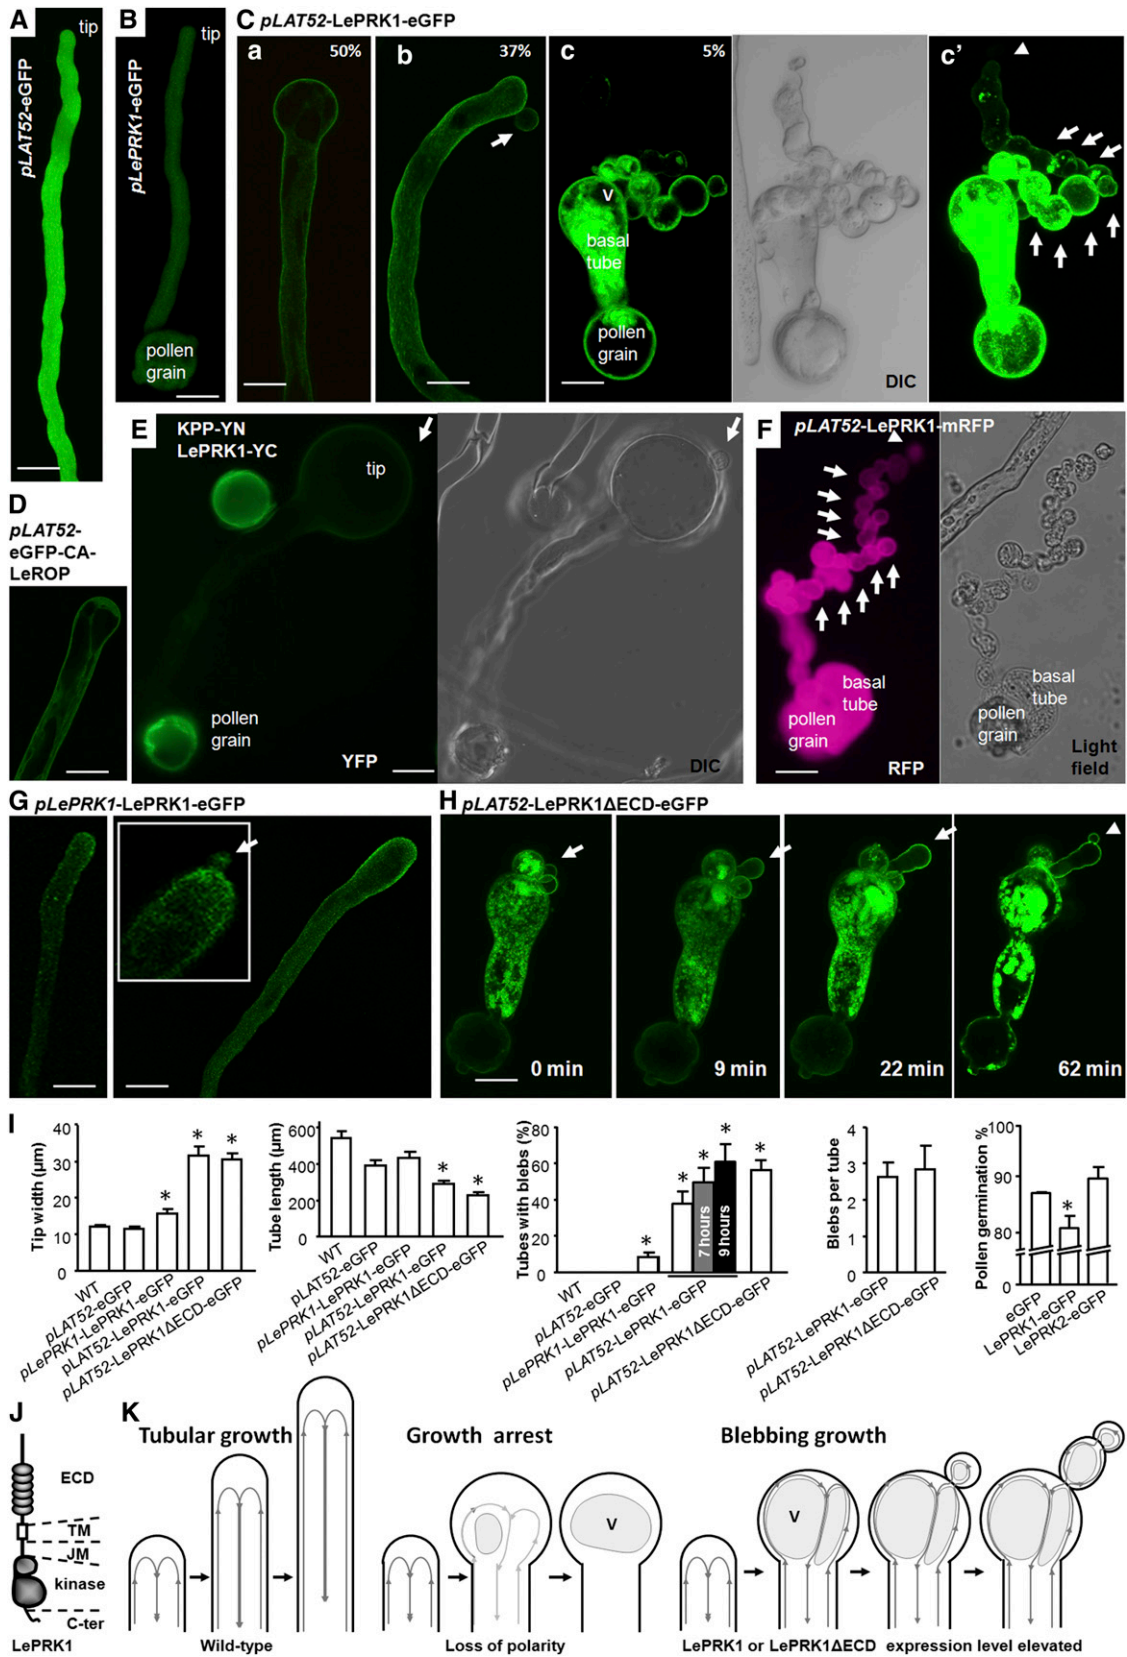 A
tip
pLAT52-eGFP
B
tip
pLePRK1-eGFP
pollen
grain
C pLAT52-LePRK1-eGFP
a
50%
b
37%
c
5%
V
basal
tube
pollen
grain
DIC
c'
D
pLAT52-
eGFP-CA-
LeROP
E
KPP-YN
LePRK1-YC
tip
pollen
grain
YFP
DIC
F
pLAT52-LePRK1-mRFP
basal
tube
pollen
grain
RFP
basal
tube
pollen
grain
Light
field
G pLePRK1-LePRK1-eGFP
H pLAT52-LePRK1ΔECD-eGFP
0 min
9 min
22 min
62 min
I
Tip width (µm)
40
30
20
10
0
* * *
WT
pLAT52-eGFP
pLePRK1-LePRK1-eGFP
pLAT52-LePRK1-eGFP
pLAT52-LePRK1ΔECD-eGFP
Tube length (µm)
600
400
200
0
* *
WT
pLAT52-eGFP
pLePRK1-LePRK1-eGFP
pLAT52-LePRK1-eGFP
pLAT52-LePRK1ΔECD-eGFP
Tubes with blebs (%)
80
60
40
20
0
* * * * *
7 hours
9 hours
WT
pLAT52-eGFP
pLePRK1-LePRK1-eGFP
pLAT52-LePRK1-eGFP
pLAT52-LePRK1ΔECD-eGFP
Blebs per tube
4
3
2
1
0
pLAT52-LePRK1-eGFP
pLAT52-LePRK1ΔECD-eGFP
Pollen germination %
100
90
80
0
*
eGFP
LePRK1-eGFP
LePRK2-eGFP
J
ECD
TM
JM
kinase
C-ter
LePRK1
K
Tubular growth
Wild-type
Growth arrest
V
Loss of polarity
Blebbing growth
V
LePRK1 or LePRK1ΔECD expression level elevated